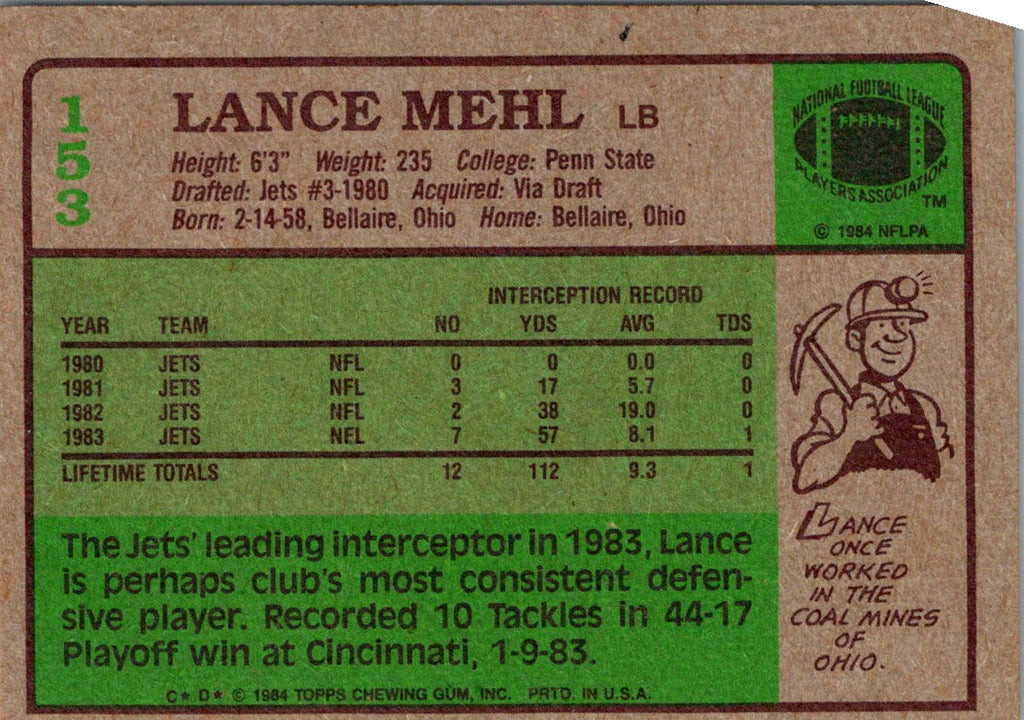 153
LANCE MEHL LB
Height: 6'3" Weight: 235 College: Penn State
Drafted: Jets #3-1980 Acquired: Via Draft
Born: 2-14-58, Bellaire, Ohio Home: Bellaire, Ohio
NATIONAL FOOTBALL LEAGUE
PLAYERS ASSOCIATION
TM
© 1984 NFLPA
INTERCEPTION RECORD
YEAR TEAM NO YDS AVG TDS
1980 JETS NFL 0 0 0.0 0
1981 JETS NFL 3 17 5.7 0
1982 JETS NFL 2 38 19.0 0
1983 JETS NFL 7 57 8.1 1
LIFETIME TOTALS 12 112 9.3 1
The Jets' leading interceptor in 1983, Lance
is perhaps club's most consistent defen-
sive player. Recorded 10 Tackles in 44-17
Playoff win at Cincinnati, 1-9-83.
C* D* © 1984 TOPPS CHEWING GUM, INC. PRTD. IN U.S.A.
LANCE
ONCE
WORKED
IN THE
COAL MINES
OF
OHIO.